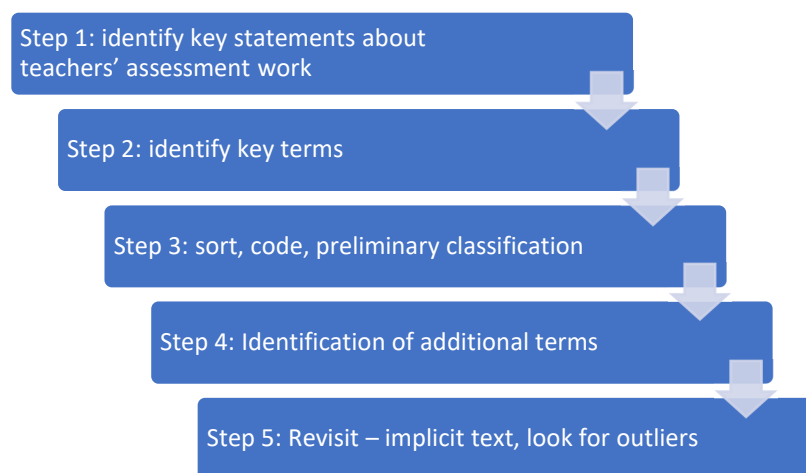 Step 1: identify key statements about
teachers’ assessment work
Step 2: identify key terms
Step 3: sort, code, preliminary classification
Step 4: Identification of additional terms
Step 5: Revisit – implicit text, look for outliers